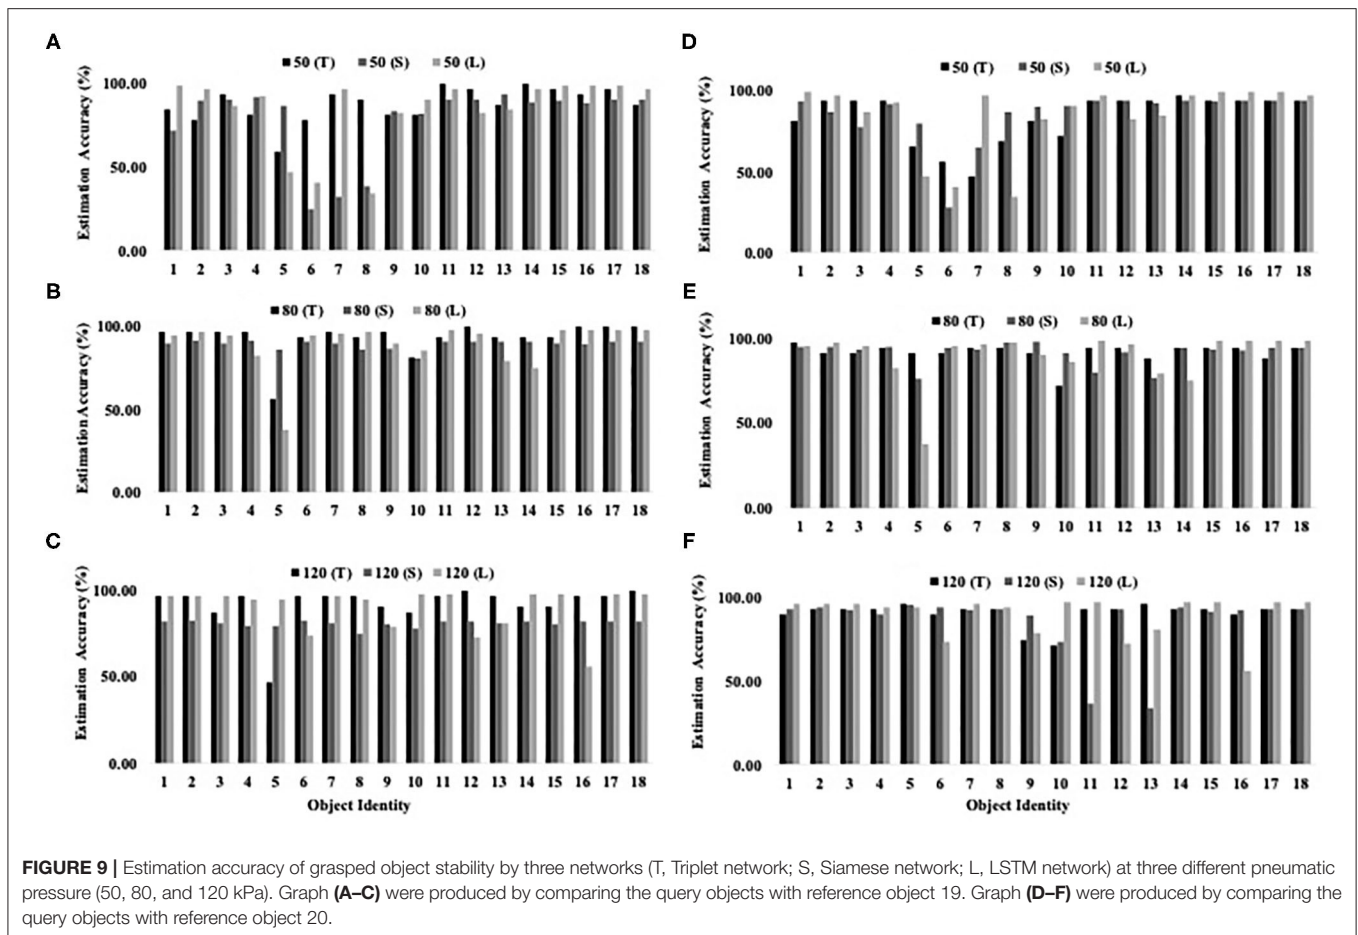 A
50 (T) 50 (S) 50 (L)
Estimation Accuracy (%)
100.00
50.00
0.00
1 2 3 4 5 6 7 8 9 10 11 12 13 14 15 16 17 18
B
80 (T) 80 (S) 80 (L)
Estimation Accuracy (%)
100.00
50.00
0.00
1 2 3 4 5 6 7 8 9 10 11 12 13 14 15 16 17 18
C
120 (T) 120 (S) 120 (L)
Estimation Accuracy (%)
100.00
50.00
0.00
1 2 3 4 5 6 7 8 9 10 11 12 13 14 15 16 17 18
Object Identity
D
50 (T) 50 (S) 50 (L)
Estimation Accuracy (%)
100.00
50.00
0.00
1 2 3 4 5 6 7 8 9 10 11 12 13 14 15 16 17 18
E
80 (T) 80 (S) 80 (L)
Estimation Accuracy (%)
100.00
50.00
0.00
1 2 3 4 5 6 7 8 9 10 11 12 13 14 15 16 17 18
F
120 (T) 120 (S) 120 (L)
Estimation Accuracy (%)
100.00
50.00
0.00
1 2 3 4 5 6 7 8 9 10 11 12 13 14 15 16 17 18
Object Identity
FIGURE 9 | Estimation accuracy of grasped object stability by three networks (T, Triplet network; S, Siamese network; L, LSTM network) at three different pneumatic
pressure (50, 80, and 120 kPa). Graph (A–C) were produced by comparing the query objects with reference object 19. Graph (D–F) were produced by comparing the
query objects with reference object 20.